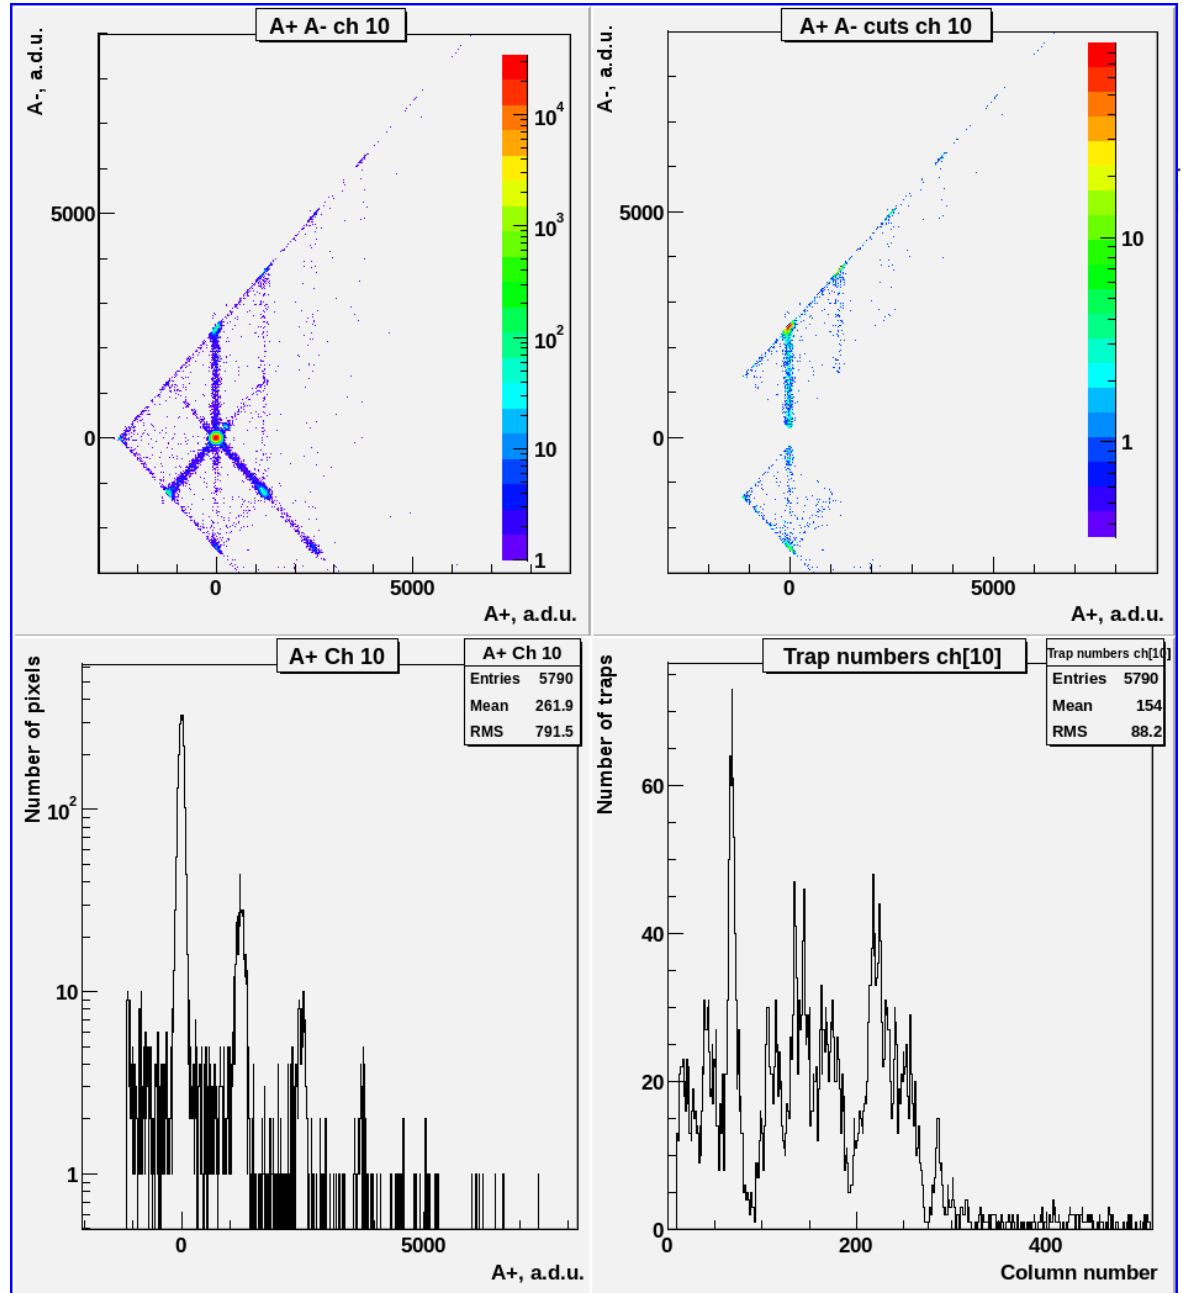 A+ A- ch 10
A-, a.d.u.
5000
0
0
5000
A+, a.d.u.
10^4
10^3
10^2
10
1
A+ A- cuts ch 10
A-, a.d.u.
5000
0
0
5000
A+, a.d.u.
10
1
A+ Ch 10
Number of pixels
10^2
10
1
0
5000
A+, a.d.u.
A+ Ch 10
Entries 5790
Mean 261.9
RMS 791.5
Trap numbers ch[10]
Number of traps
60
40
20
0
0
200
400
Column number
Trap numbers ch[10]
Entries 5790
Mean 154
RMS 88.2